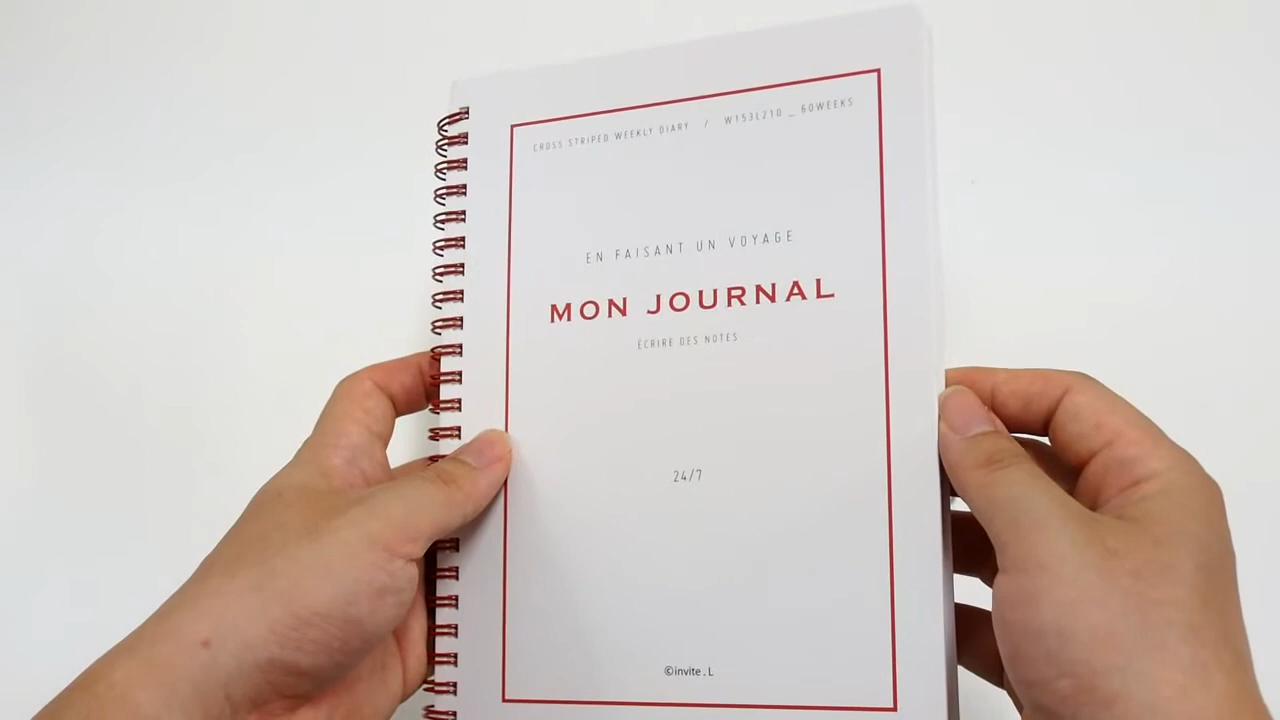 CROSS STRIPED WEEKLY DIARY / W153L210 _ 60WEEKS
EN FAISANT UN VOYAGE
MON JOURNAL
ÉCRIRE DES NOTES
24/7
©invite.L